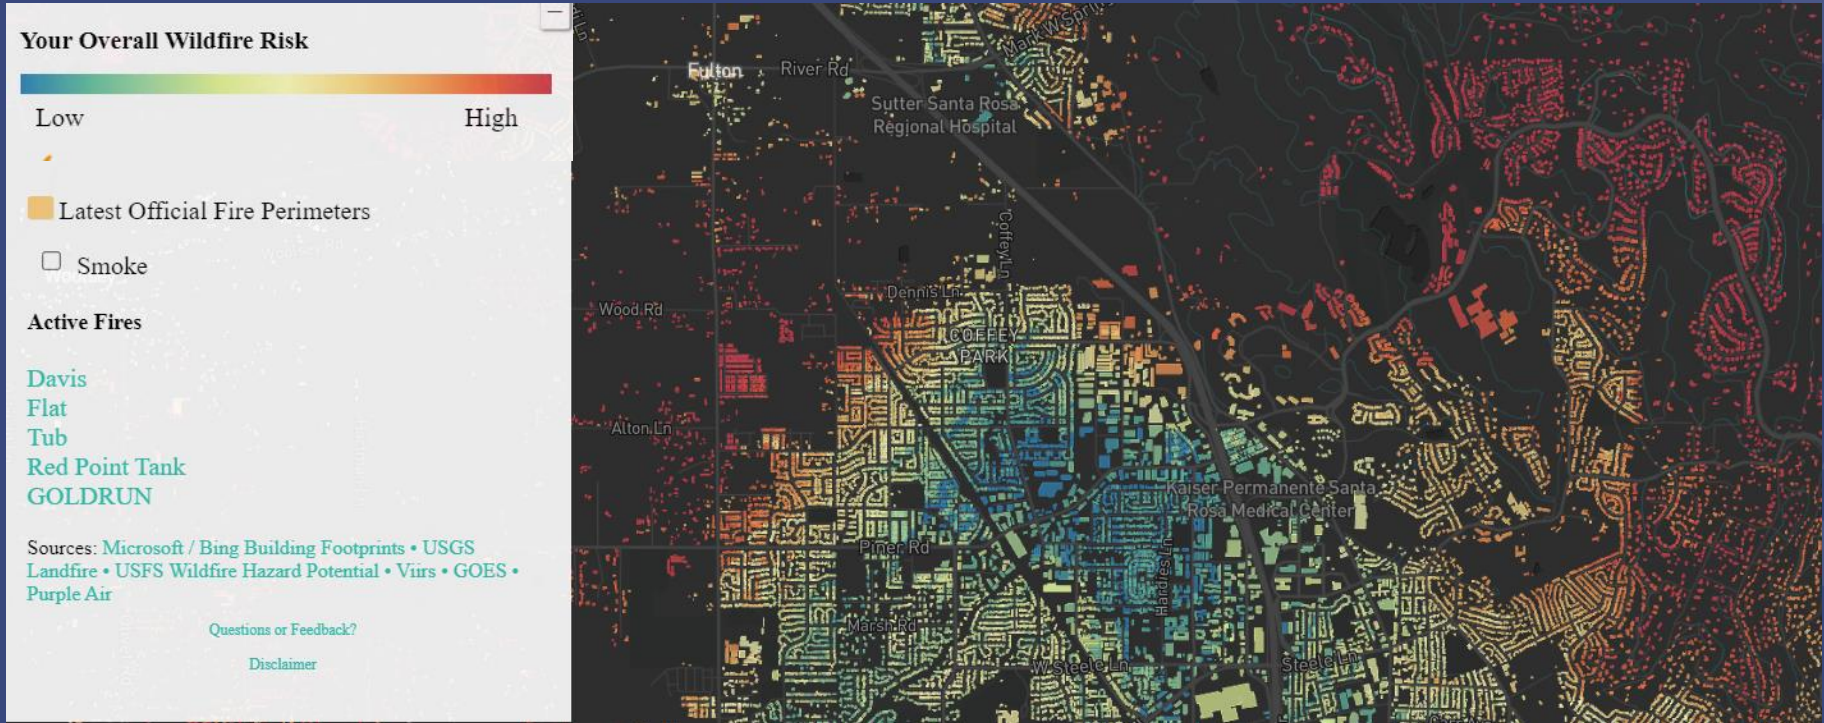 Your Overall Wildfire Risk
Low High
Latest Official Fire Perimeters
Smoke
Active Fires
Davis
Flat
Tub
Red Point Tank
GOLDRUN
Sources: Microsoft / Bing Building Footprints • USGS
Landfire • USFS Wildfire Hazard Potential • Viirs • GOES •
Purple Air
Questions or Feedback?
Disclaimer
Mark W Spring
Fulton
River Rd
Sutter Santa Rosa
Regional Hospital
Coffey Ln
Dennis Ln
Wood Rd
COFFEY
PARK
Alton Ln
Kaiser Permanente Santa
Rosa Medical Center
Piner Rd
Hardies Ln
Marsh Rd
W Steele Ln
Steele Ln